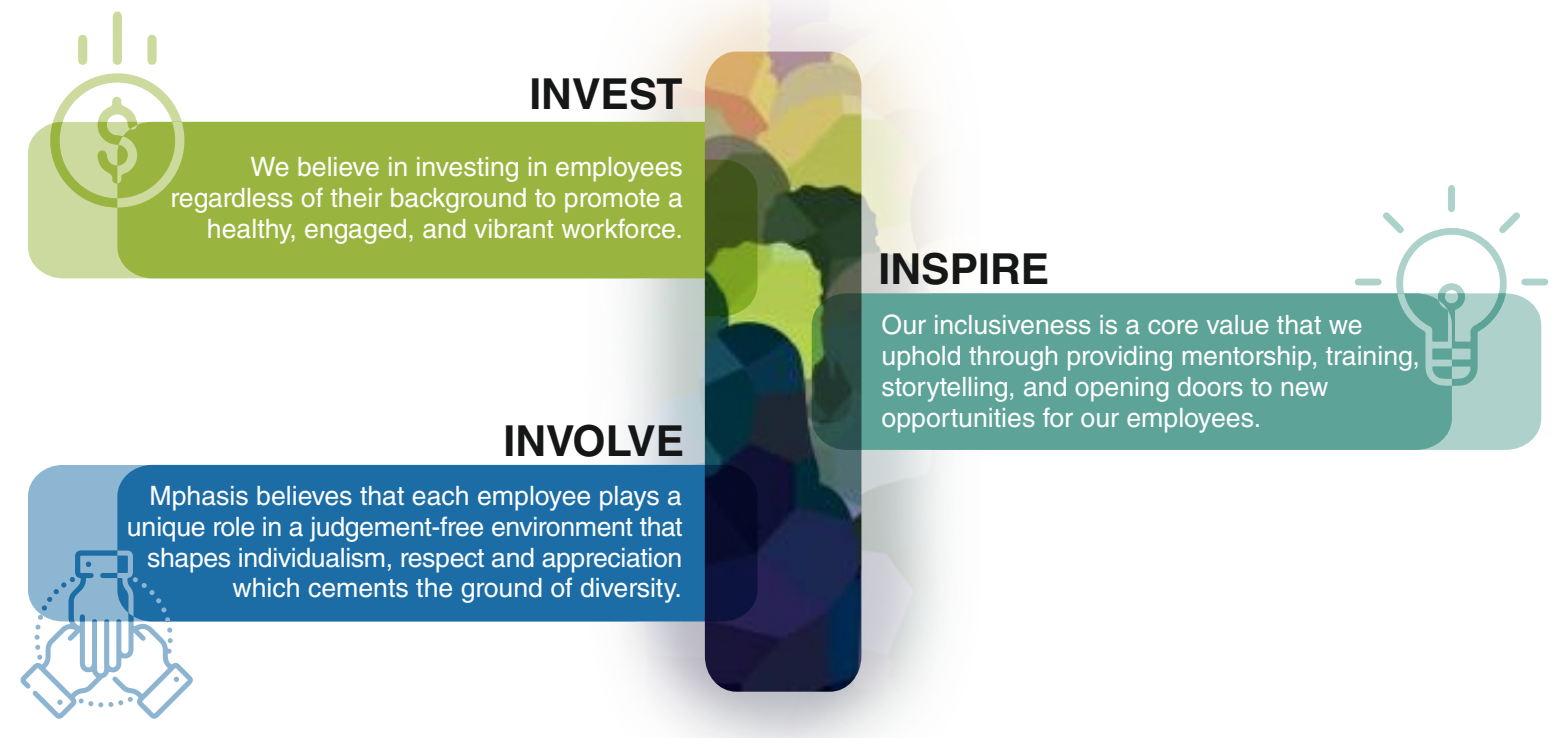 INVEST
We believe in investing in employees
regardless of their background to promote a
healthy, engaged, and vibrant workforce.
INSPIRE
Our inclusiveness is a core value that we
uphold through providing mentorship, training,
storytelling, and opening doors to new
opportunities for our employees.
INVOLVE
Mphasis believes that each employee plays a
unique role in a judgement-free environment that
shapes individualism, respect and appreciation
which cements the ground of diversity.